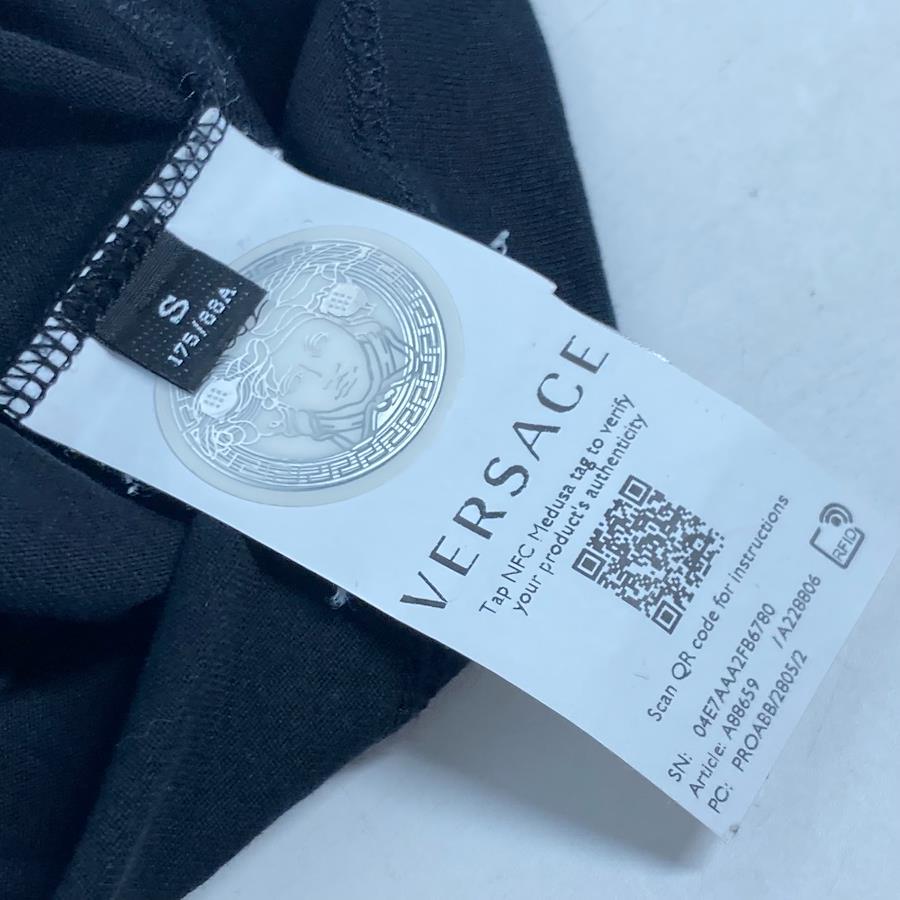 S
175/88A
VERSACE
Tap NFC Medusa tag to verify
your product's authenticity
Scan QR code for instructions
RFID
SN: 04E7AAA2FB6780
Article: A88659 /A228806
PC: PROABB/2805/2